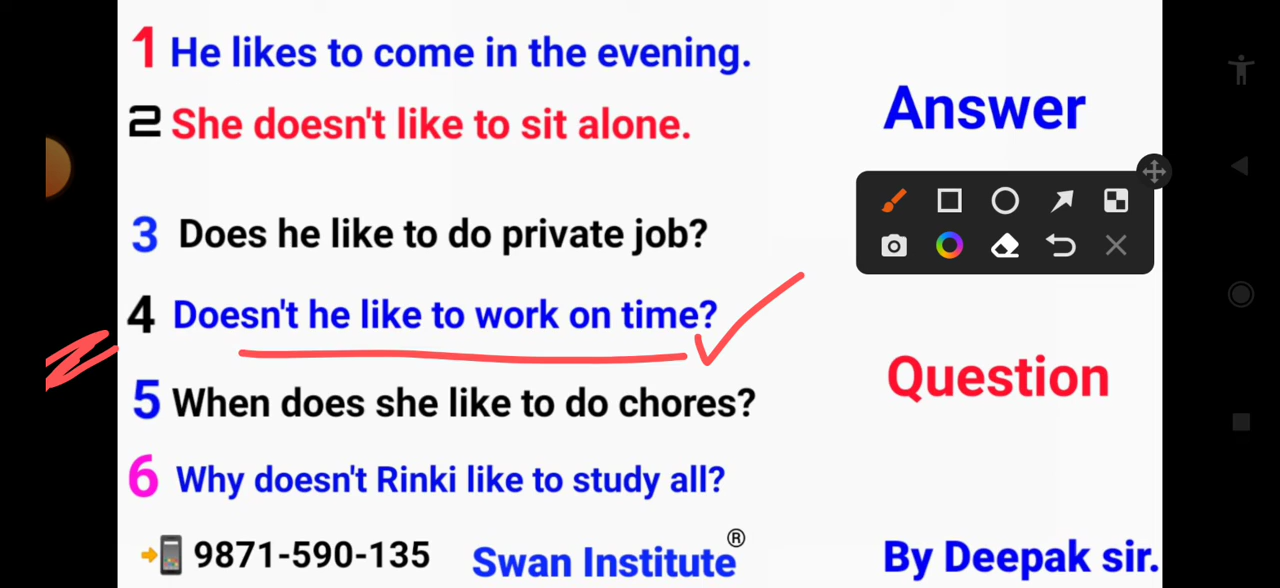 1 He likes to come in the evening.
Answer
2 She doesn't like to sit alone.
3 Does he like to do private job?
4 Doesn't he like to work on time?
Question
5 When does she like to do chores?
6 Why doesn't Rinki like to study all?
9871-590-135 Swan Institute® By Deepak sir.